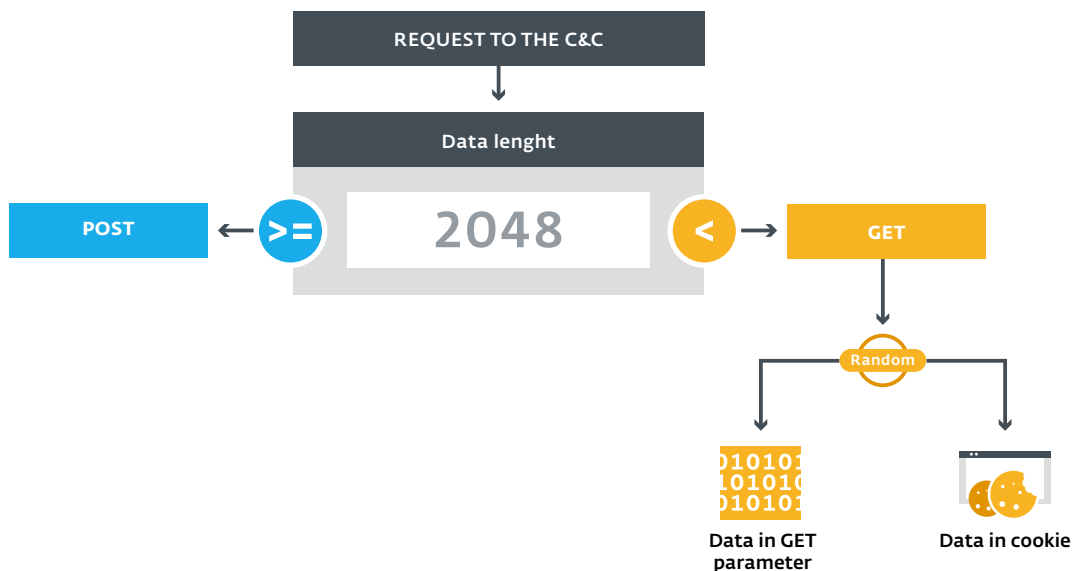 REQUEST TO THE C&C
Data lenght
POST
>=
2048
<
GET
Random
010101
101010
010101
Data in GET
parameter
Data in cookie